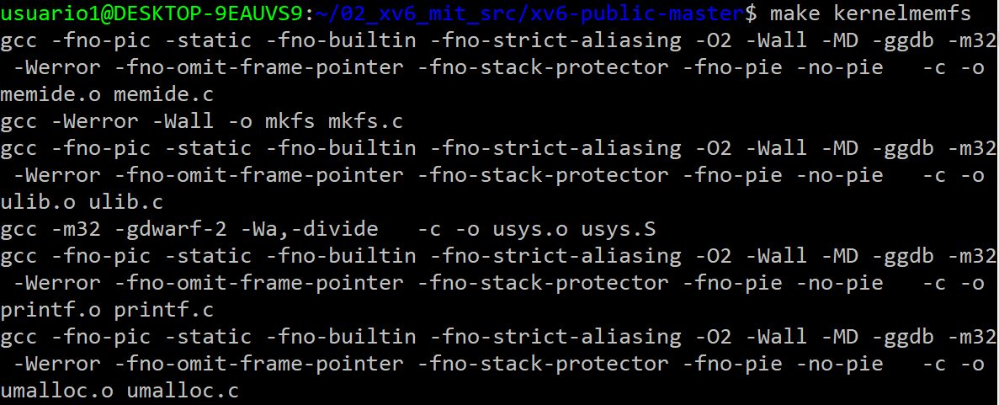 usuario1@DESKTOP-9EAUVS9:~/02_xv6_mit_src/xv6-public-master$ make kernelmemfs
gcc -fno-pic -static -fno-builtin -fno-strict-aliasing -O2 -Wall -MD -ggdb -m32
 -Werror -fno-omit-frame-pointer -fno-stack-protector -fno-pie -no-pie   -c -o
memide.o memide.c
gcc -Werror -Wall -o mkfs mkfs.c
gcc -fno-pic -static -fno-builtin -fno-strict-aliasing -O2 -Wall -MD -ggdb -m32
 -Werror -fno-omit-frame-pointer -fno-stack-protector -fno-pie -no-pie   -c -o
ulib.o ulib.c
gcc -m32 -gdwarf-2 -Wa,-divide   -c -o usys.o usys.S
gcc -fno-pic -static -fno-builtin -fno-strict-aliasing -O2 -Wall -MD -ggdb -m32
 -Werror -fno-omit-frame-pointer -fno-stack-protector -fno-pie -no-pie   -c -o
printf.o printf.c
gcc -fno-pic -static -fno-builtin -fno-strict-aliasing -O2 -Wall -MD -ggdb -m32
 -Werror -fno-omit-frame-pointer -fno-stack-protector -fno-pie -no-pie   -c -o
umalloc.o umalloc.c